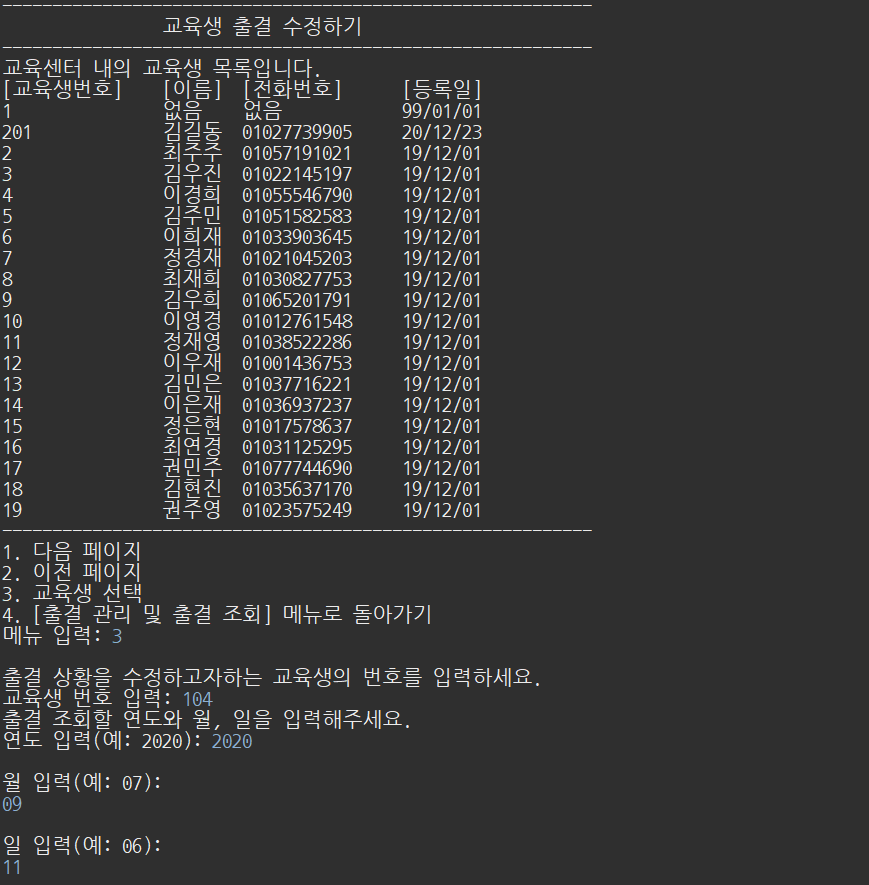 -----------------------------------------------------------
교육생 출결 수정하기
-----------------------------------------------------------
교육센터 내의 교육생 목록입니다.
[교육생번호] [이름] [전화번호] [등록일]
1 없음 없음 99/01/01
201 김길동 01027739905 20/12/23
2 최주주 01057191021 19/12/01
3 김우진 01022145197 19/12/01
4 이경희 01055546790 19/12/01
5 김주민 01051582583 19/12/01
6 이희재 01033903645 19/12/01
7 정경재 01021045203 19/12/01
8 최재희 01030827753 19/12/01
9 김우희 01065201791 19/12/01
10 이영경 01012761548 19/12/01
11 정재영 01038522286 19/12/01
12 이우재 01001436753 19/12/01
13 김민은 01037716221 19/12/01
14 이은재 01036937237 19/12/01
15 정은현 01017578637 19/12/01
16 최연경 01031125295 19/12/01
17 권민주 01077744690 19/12/01
18 김현진 01035637170 19/12/01
19 권주영 01023575249 19/12/01
-----------------------------------------------------------
1. 다음 페이지
2. 이전 페이지
3. 교육생 선택
4. [출결 관리 및 출결 조회] 메뉴로 돌아가기
메뉴 입력: 3
출결 상황을 수정하고자하는 교육생의 번호를 입력하세요.
교육생 번호 입력: 104
출결 조회할 연도와 월, 일을 입력해주세요.
연도 입력(예: 2020): 2020
월 입력(예: 07):
09
일 입력(예: 06):
11